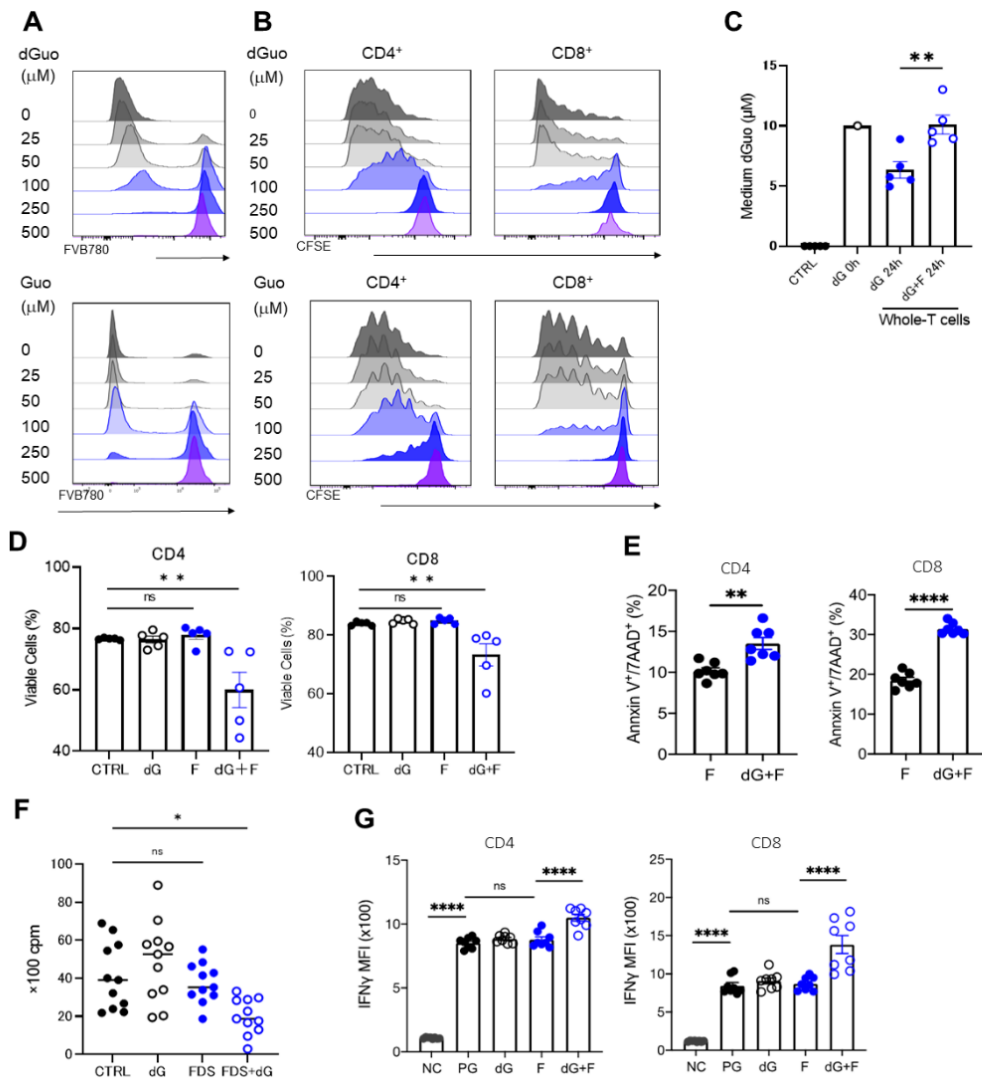 A
dGuo
(μM)
0
25
50
100
250
500
FVB780
Guo
(μM)
0
25
50
100
250
500
FVB780
B
CD4⁺
CD8⁺
dGuo
(μM)
0
25
50
100
250
500
CFSE
CD4⁺
CD8⁺
Guo
(μM)
0
25
50
100
250
500
CFSE
C
**
Medium dGuo (μM)
15
10
5
0
CTRL
dG 0h
dG 24h
dG+F 24h
Whole-T cells
D
CD4
**
ns
Viable Cells (%)
100
80
60
40
CTRL dG F dG+F
CD8
**
ns
Viable Cells (%)
100
80
60
40
CTRL dG F dG+F
E
CD4
**
Annxin V⁺/7AAD⁺ (%)
20
15
10
5
0
F dG+F
CD8
****
Annxin V⁺/7AAD⁺ (%)
40
30
20
10
0
F dG+F
F
*
ns
×100 cpm
100
80
60
40
20
0
CTRL dG FDS FDS+dG
G
CD4
ns
****
****
IFNγ MFI (x100)
15
10
5
0
NC PG dG F dG+F
CD8
****
ns
****
IFNγ MFI (x100)
25
20
15
10
5
0
NC PG dG F dG+F